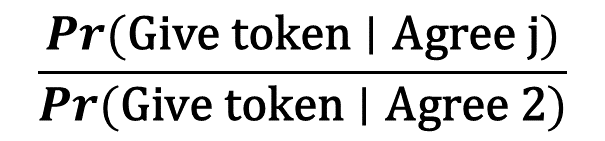 Pr(Give token | Agree j)
Pr(Give token | Agree 2)